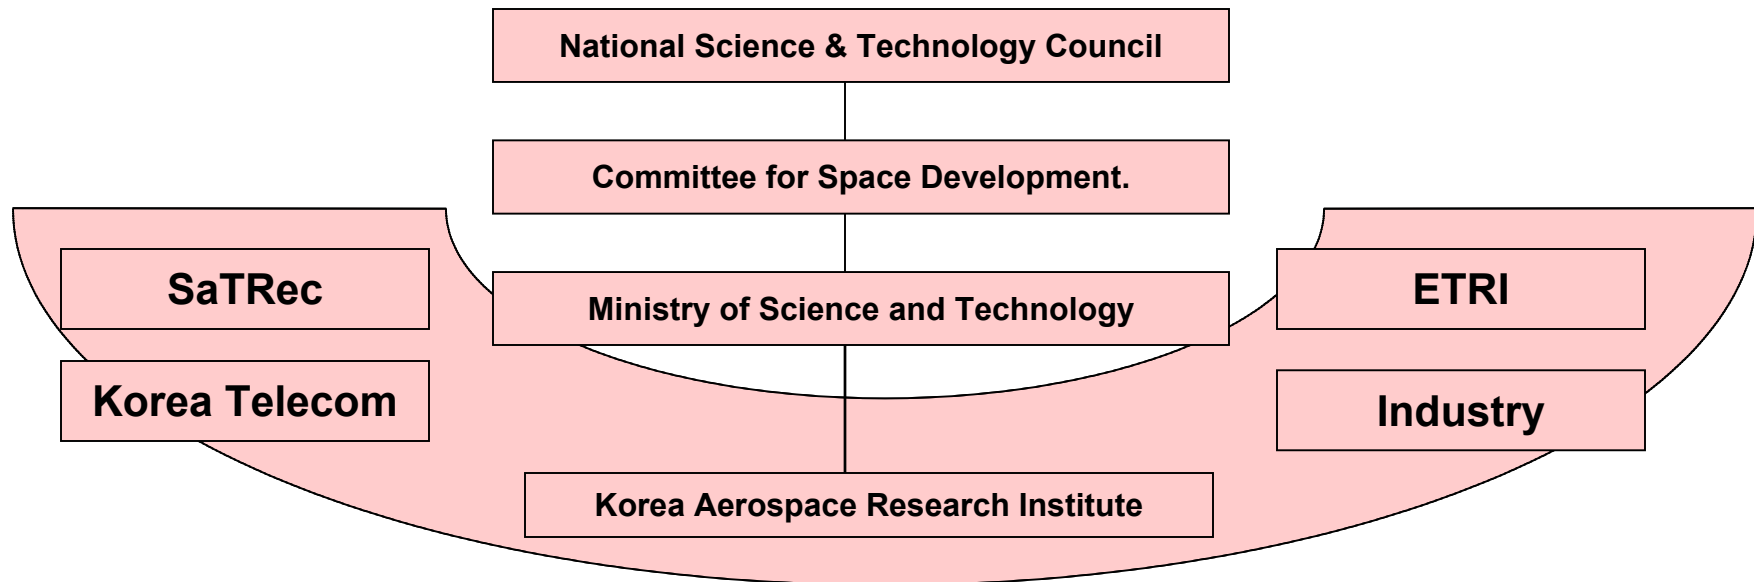 National Science & Technology Council
Committee for Space Development.
SaTRec
ETRI
Ministry of Science and Technology
Korea Telecom
Industry
Korea Aerospace Research Institute